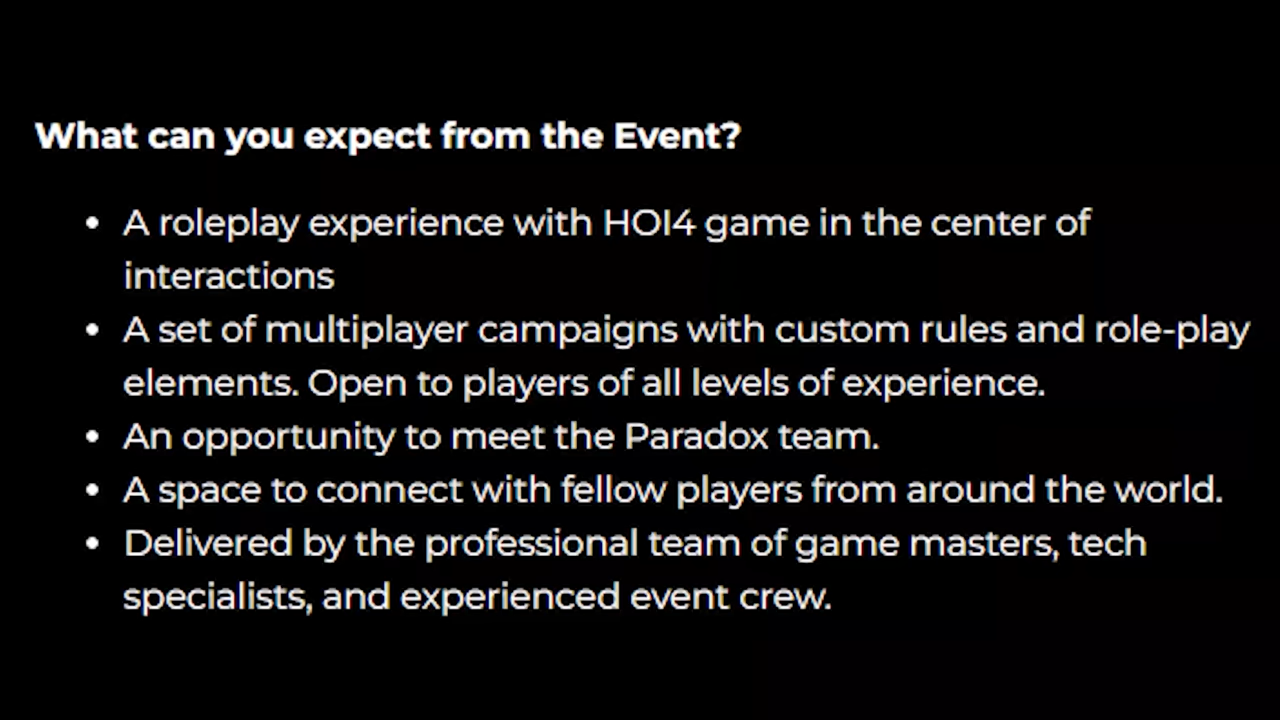 What can you expect from the Event?
• A roleplay experience with HOI4 game in the center of
interactions
• A set of multiplayer campaigns with custom rules and role-play
elements. Open to players of all levels of experience.
• An opportunity to meet the Paradox team.
• A space to connect with fellow players from around the world.
• Delivered by the professional team of game masters, tech
specialists, and experienced event crew.